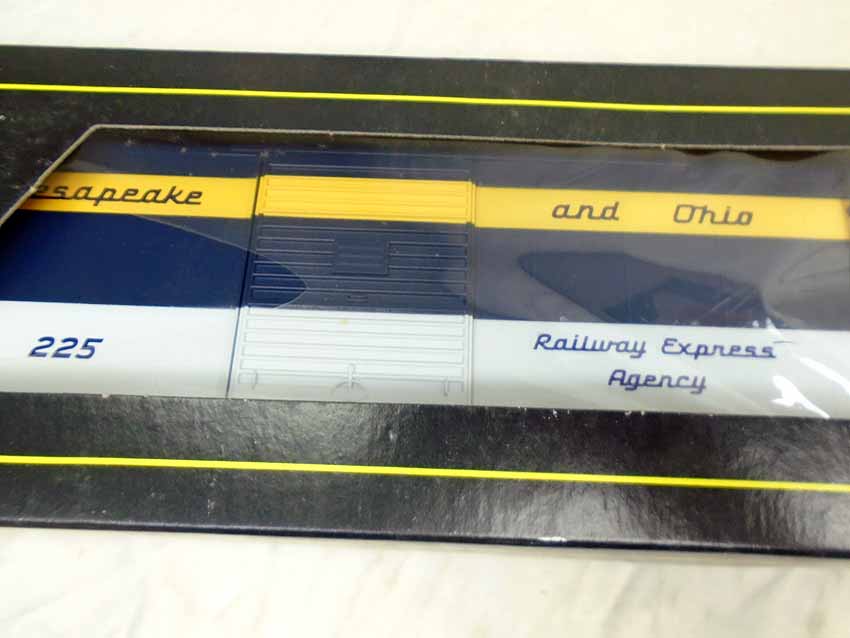 esapeake and Ohio
225 Railway Express
Agency